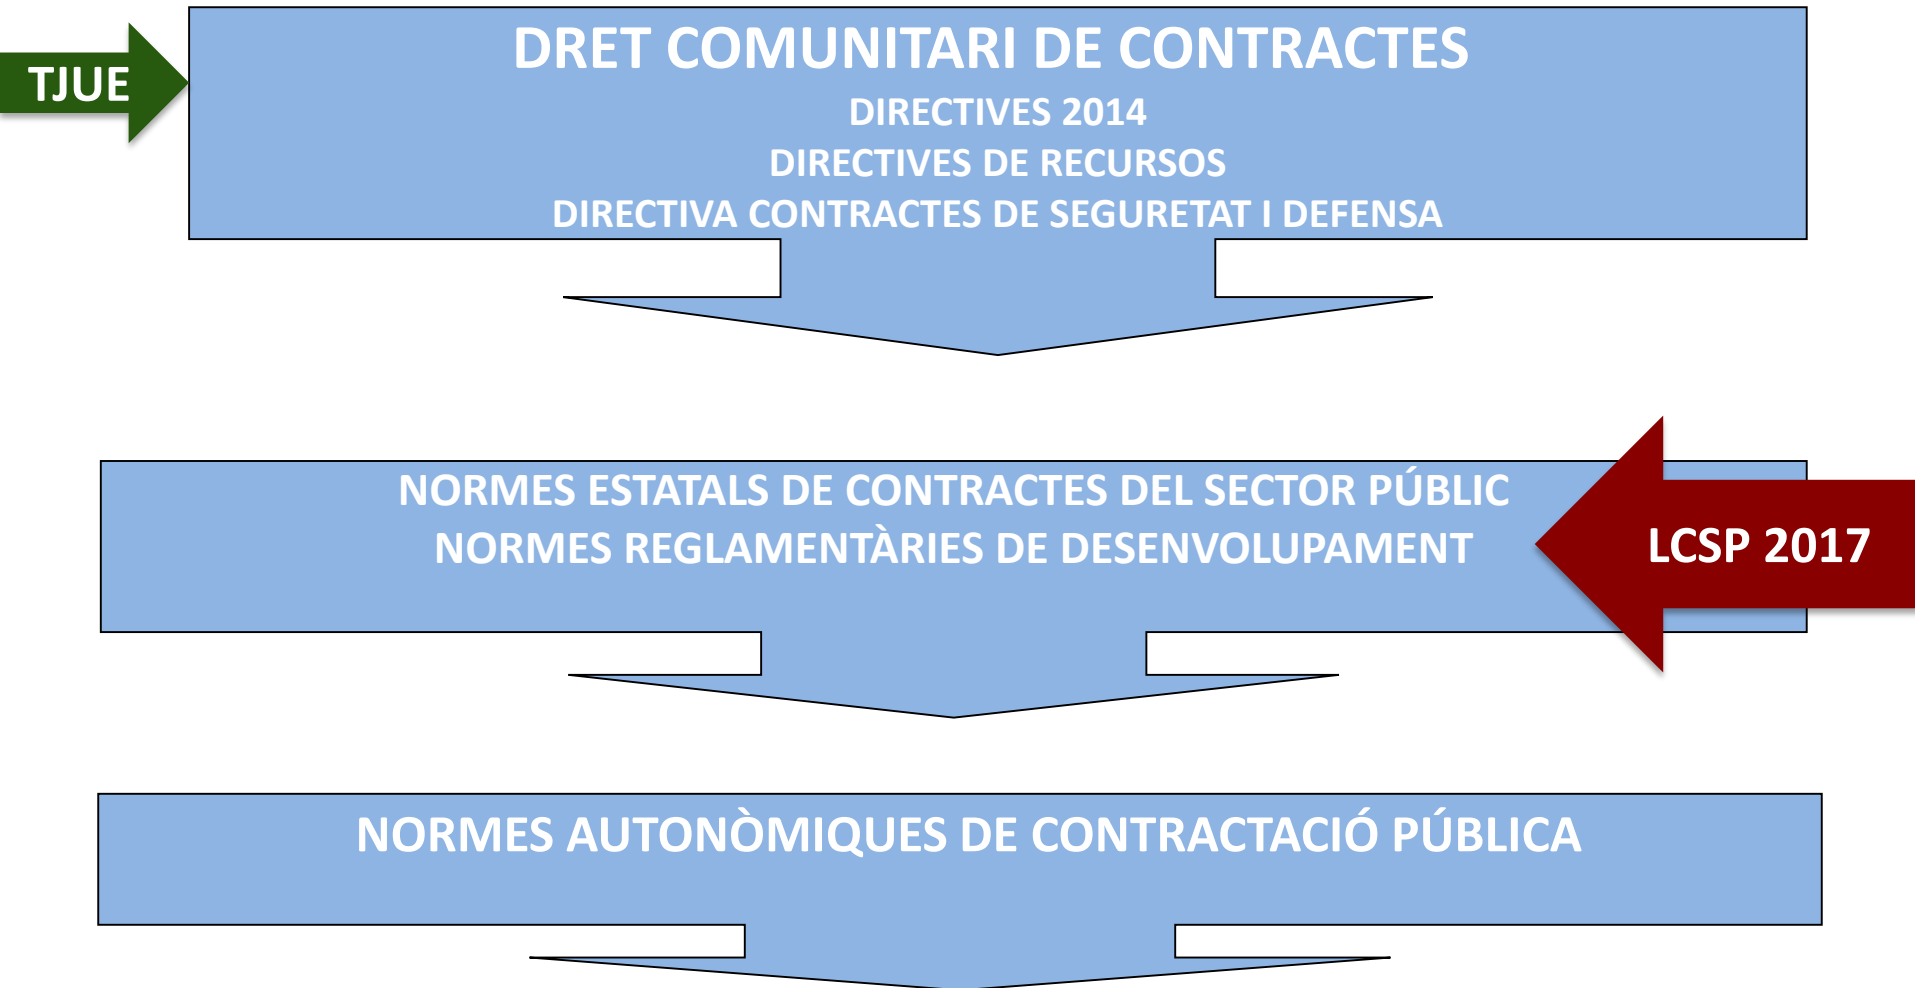 DRET COMUNITARI DE CONTRACTES
TJUE
DIRECTIVES 2014
DIRECTIVES DE RECURSOS
DIRECTIVA CONTRACTES DE SEGURETAT I DEFENSA
NORMES ESTATALS DE CONTRACTES DEL SECTOR PÚBLIC
NORMES REGLAMENTÀRIES DE DESENVOLUPAMENT
LCSP 2017
NORMES AUTONÒMIQUES DE CONTRACTACIÓ PÚBLICA